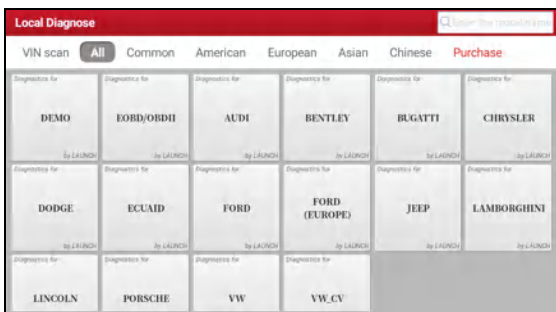 Local Diagnose
Enter the model name
VIN scan All Common American European Asian Chinese Purchase
Diagnostics for Diagnostics for Diagnostics for Diagnostics for Diagnostics for Diagnostics for
DEMO EOBD/OBDII AUDI BENTLEY BUGATTI CHRYSLER
by LAUNCH by LAUNCH by LAUNCH by LAUNCH by LAUNCH by LAUNCH
Diagnostics for Diagnostics for Diagnostics for Diagnostics for Diagnostics for Diagnostics for
DODGE ECUAID FORD FORD (EUROPE) JEEP LAMBORGHINI
by LAUNCH by LAUNCH by LAUNCH by LAUNCH by LAUNCH by LAUNCH
Diagnostics for Diagnostics for Diagnostics for Diagnostics for
LINCOLN PORSCHE VW VW_CV